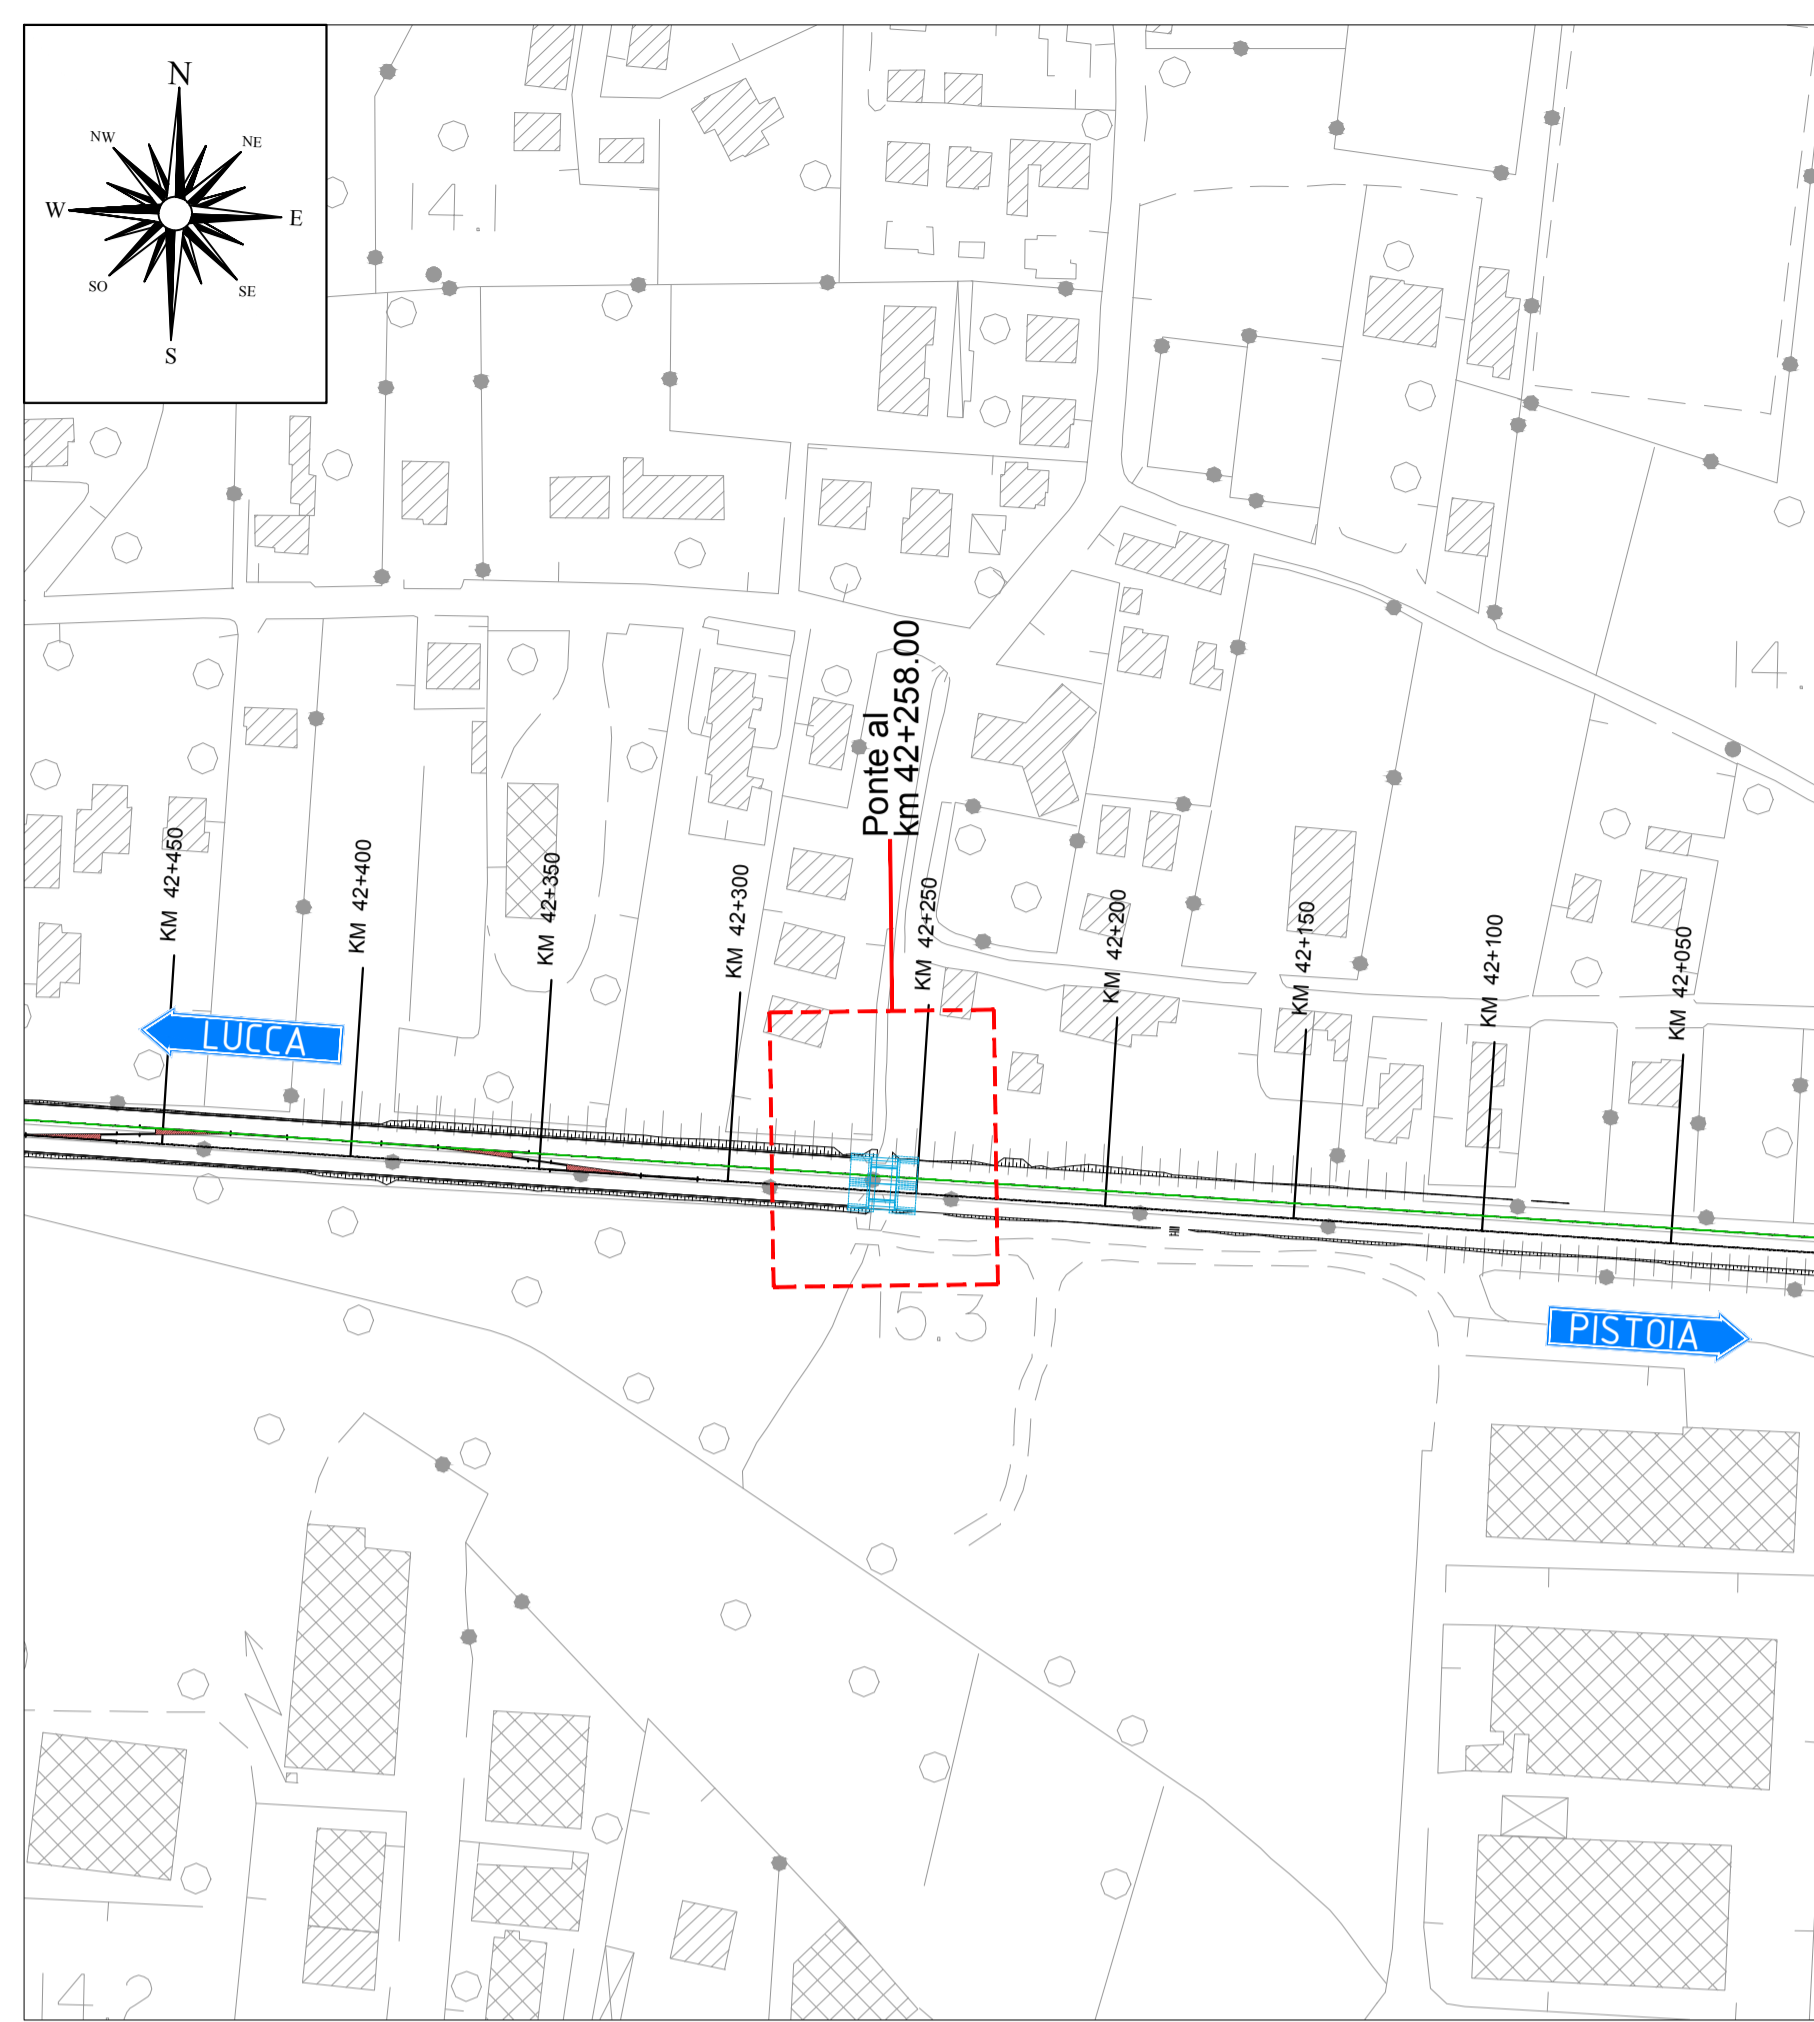 N
NW
NE
W
E
SO
SE
S
14.1
14.
Ponte al
km 42+258.00
KM 42+450
KM 42+400
KM 42+350
KM 42+300
KM 42+250
KM 42+200
KM 42+150
KM 42+100
KM 42+050
LUCCA
15.3
PISTOIA
14.2